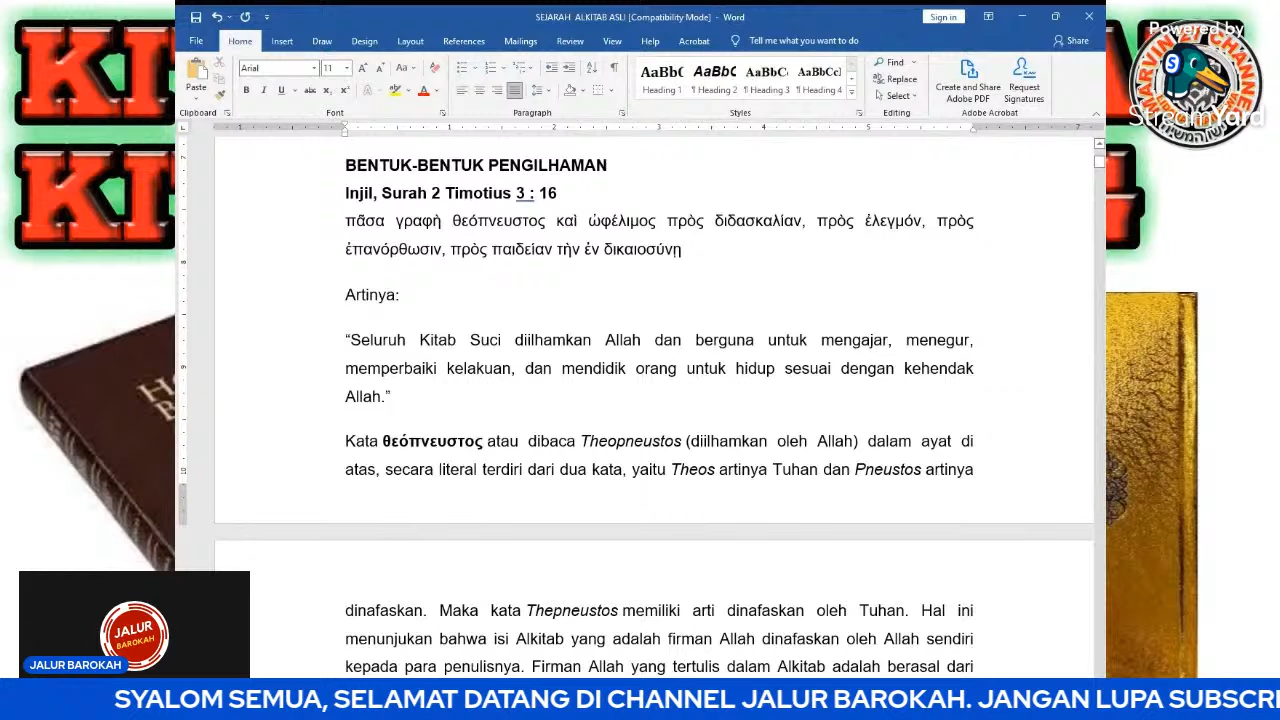 SEJARAH ALKITAB ASLI [Compatibility Mode] - Word
Sign in
File Home Insert Draw Design Layout References Mailings Review View Help Acrobat Tell me what you want to do Share
Paste
Arial 11
Find
Replace
Select
AaBbC AaBbC AaBbC AaBbCc
Heading 1 ¶ Heading 2 ¶ Heading 3 ¶ Heading 4
Create and Share Adobe PDF
Request Signatures
Font Paragraph Styles Editing Adobe Acrobat
Powered by
StreamYard
MARVIN 27 CHANNEL
BENTUK-BENTUK PENGILHAMAN
Injil, Surah 2 Timotius 3 : 16
πᾶσα γραφὴ θεόπνευστος καὶ ὠφέλιμος πρὸς διδασκαλίαν, πρὸς ἐλεγμόν, πρὸς
ἐπανόρθωσιν, πρὸς παιδείαν τὴν ἐν δικαιοσύνῃ
Artinya:
“Seluruh Kitab Suci diilhamkan Allah dan berguna untuk mengajar, menegur,
memperbaiki kelakuan, dan mendidik orang untuk hidup sesuai dengan kehendak
Allah.”
Kata θεόπνευστος atau dibaca Theopneustos (diilhamkan oleh Allah) dalam ayat di
atas, secara literal terdiri dari dua kata, yaitu Theos artinya Tuhan dan Pneustos artinya
dinafaskan. Maka kata Thepneustos memiliki arti dinafaskan oleh Tuhan. Hal ini
menunjukan bahwa isi Alkitab yang adalah firman Allah dinafaskan oleh Allah sendiri
kepada para penulisnya. Firman Allah yang tertulis dalam Alkitab adalah berasal dari
JALUR
BAROKAH
JALUR BAROKAH
SYALOM SEMUA, SELAMAT DATANG DI CHANNEL JALUR BAROKAH. JANGAN LUPA SUBSCRI